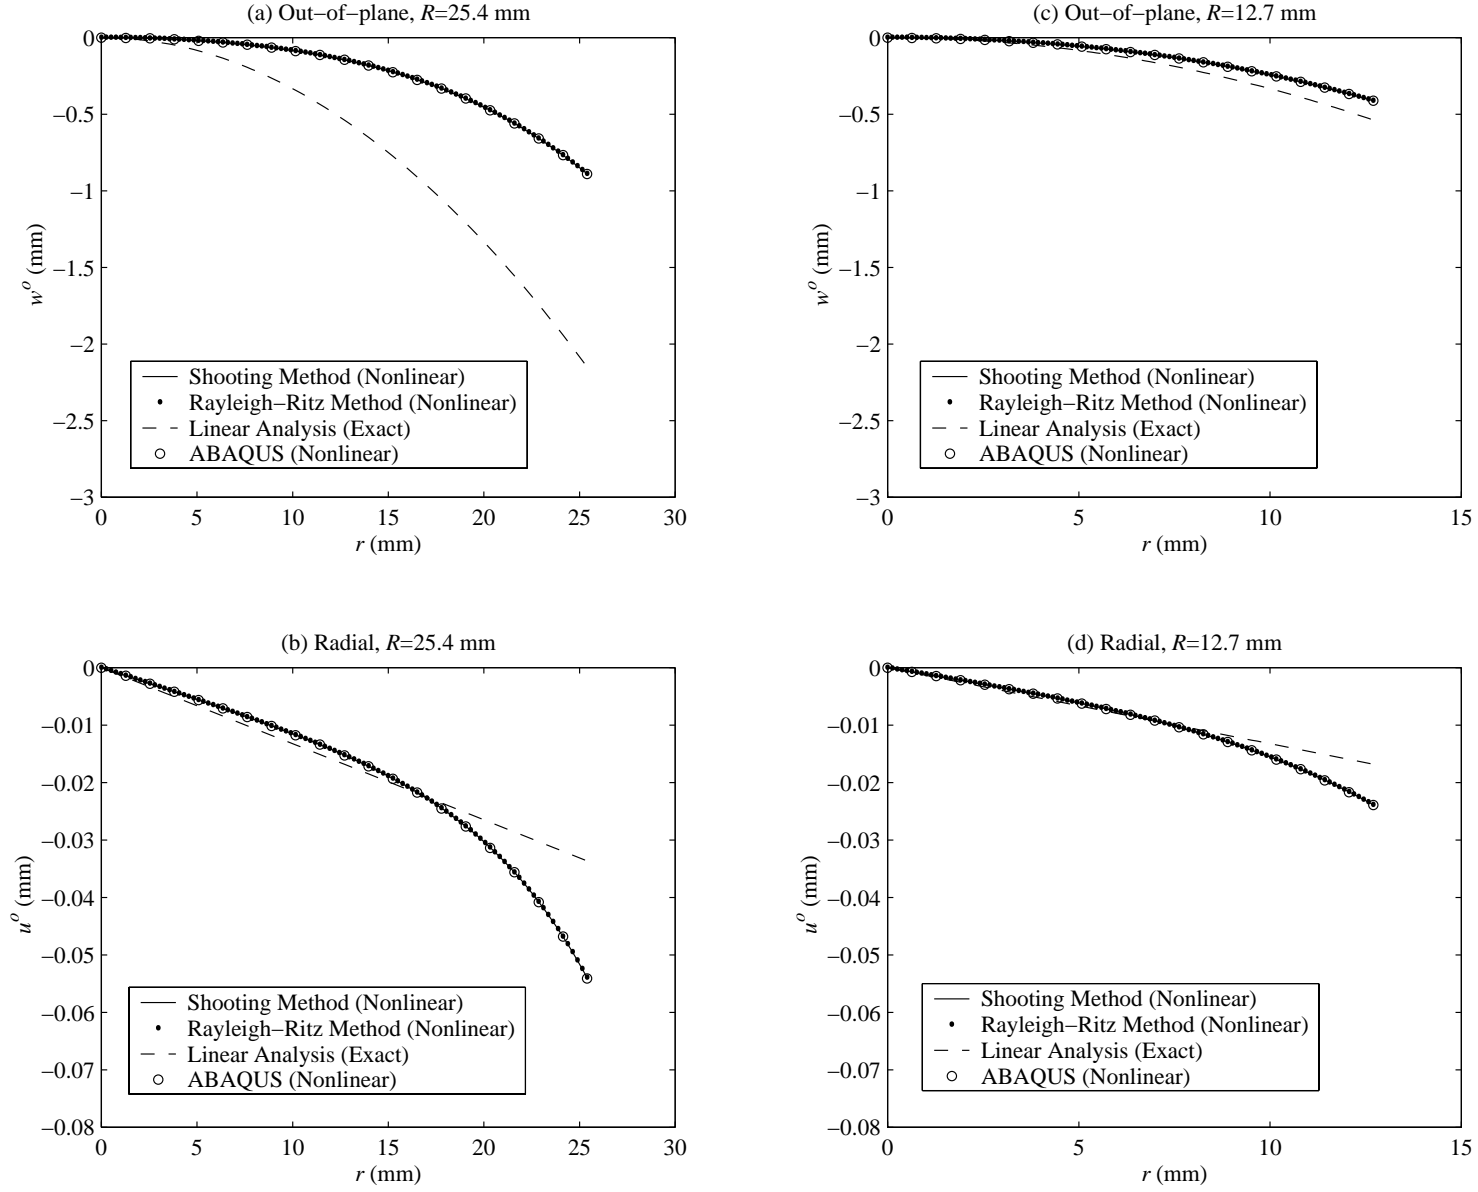 (a) Out−of−plane, R=25.4 mm
0
−0.5
−1
−1.5
−2
−2.5
−3
w^o (mm)
Shooting Method (Nonlinear)
Rayleigh−Ritz Method (Nonlinear)
Linear Analysis (Exact)
ABAQUS (Nonlinear)
0 5 10 15 20 25 30
r (mm)
(c) Out−of−plane, R=12.7 mm
0
−0.5
−1
−1.5
−2
−2.5
−3
w^o (mm)
Shooting Method (Nonlinear)
Rayleigh−Ritz Method (Nonlinear)
Linear Analysis (Exact)
ABAQUS (Nonlinear)
0 5 10 15
r (mm)
(b) Radial, R=25.4 mm
0
−0.01
−0.02
−0.03
−0.04
−0.05
−0.06
−0.07
−0.08
u^o (mm)
Shooting Method (Nonlinear)
Rayleigh−Ritz Method (Nonlinear)
Linear Analysis (Exact)
ABAQUS (Nonlinear)
0 5 10 15 20 25 30
r (mm)
(d) Radial, R=12.7 mm
0
−0.01
−0.02
−0.03
−0.04
−0.05
−0.06
−0.07
−0.08
u^o (mm)
Shooting Method (Nonlinear)
Rayleigh−Ritz Method (Nonlinear)
Linear Analysis (Exact)
ABAQUS (Nonlinear)
0 5 10 15
r (mm)